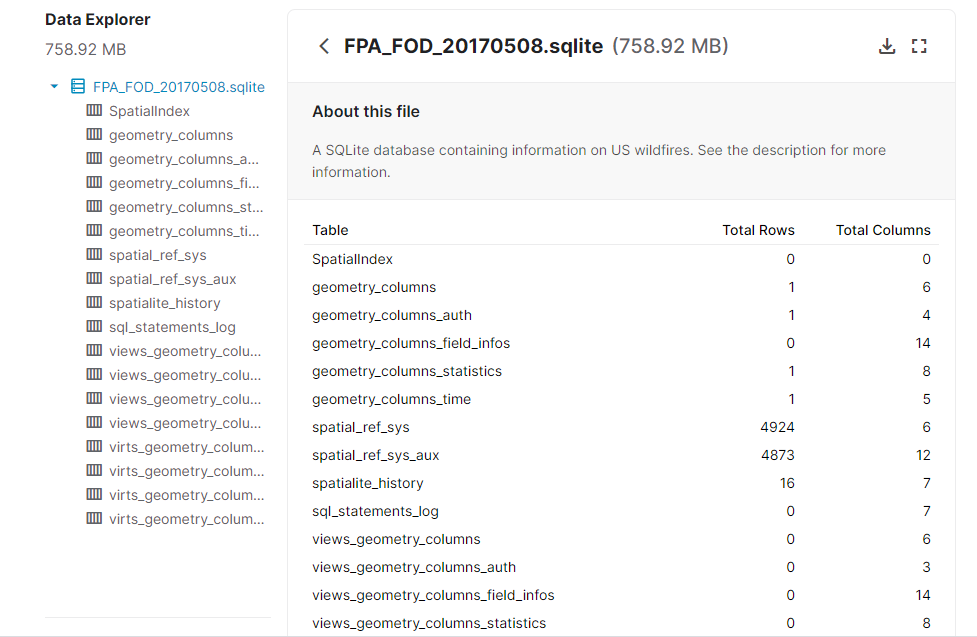 Data Explorer
758.92 MB
FPA_FOD_20170508.sqlite
SpatialIndex
geometry_columns
geometry_columns_a...
geometry_columns_fi...
geometry_columns_st...
geometry_columns_ti...
spatial_ref_sys
spatial_ref_sys_aux
spatialite_history
sql_statements_log
views_geometry_colu...
views_geometry_colu...
views_geometry_colu...
views_geometry_colu...
virts_geometry_colum...
virts_geometry_colum...
virts_geometry_colum...
virts_geometry_colum...
FPA_FOD_20170508.sqlite (758.92 MB)
About this file
A SQLite database containing information on US wildfires. See the description for more
information.
Table Total Rows Total Columns
SpatialIndex 0 0
geometry_columns 1 6
geometry_columns_auth 1 4
geometry_columns_field_infos 0 14
geometry_columns_statistics 1 8
geometry_columns_time 1 5
spatial_ref_sys 4924 6
spatial_ref_sys_aux 4873 12
spatialite_history 16 7
sql_statements_log 0 7
views_geometry_columns 0 6
views_geometry_columns_auth 0 3
views_geometry_columns_field_infos 0 14
views_geometry_columns_statistics 0 8